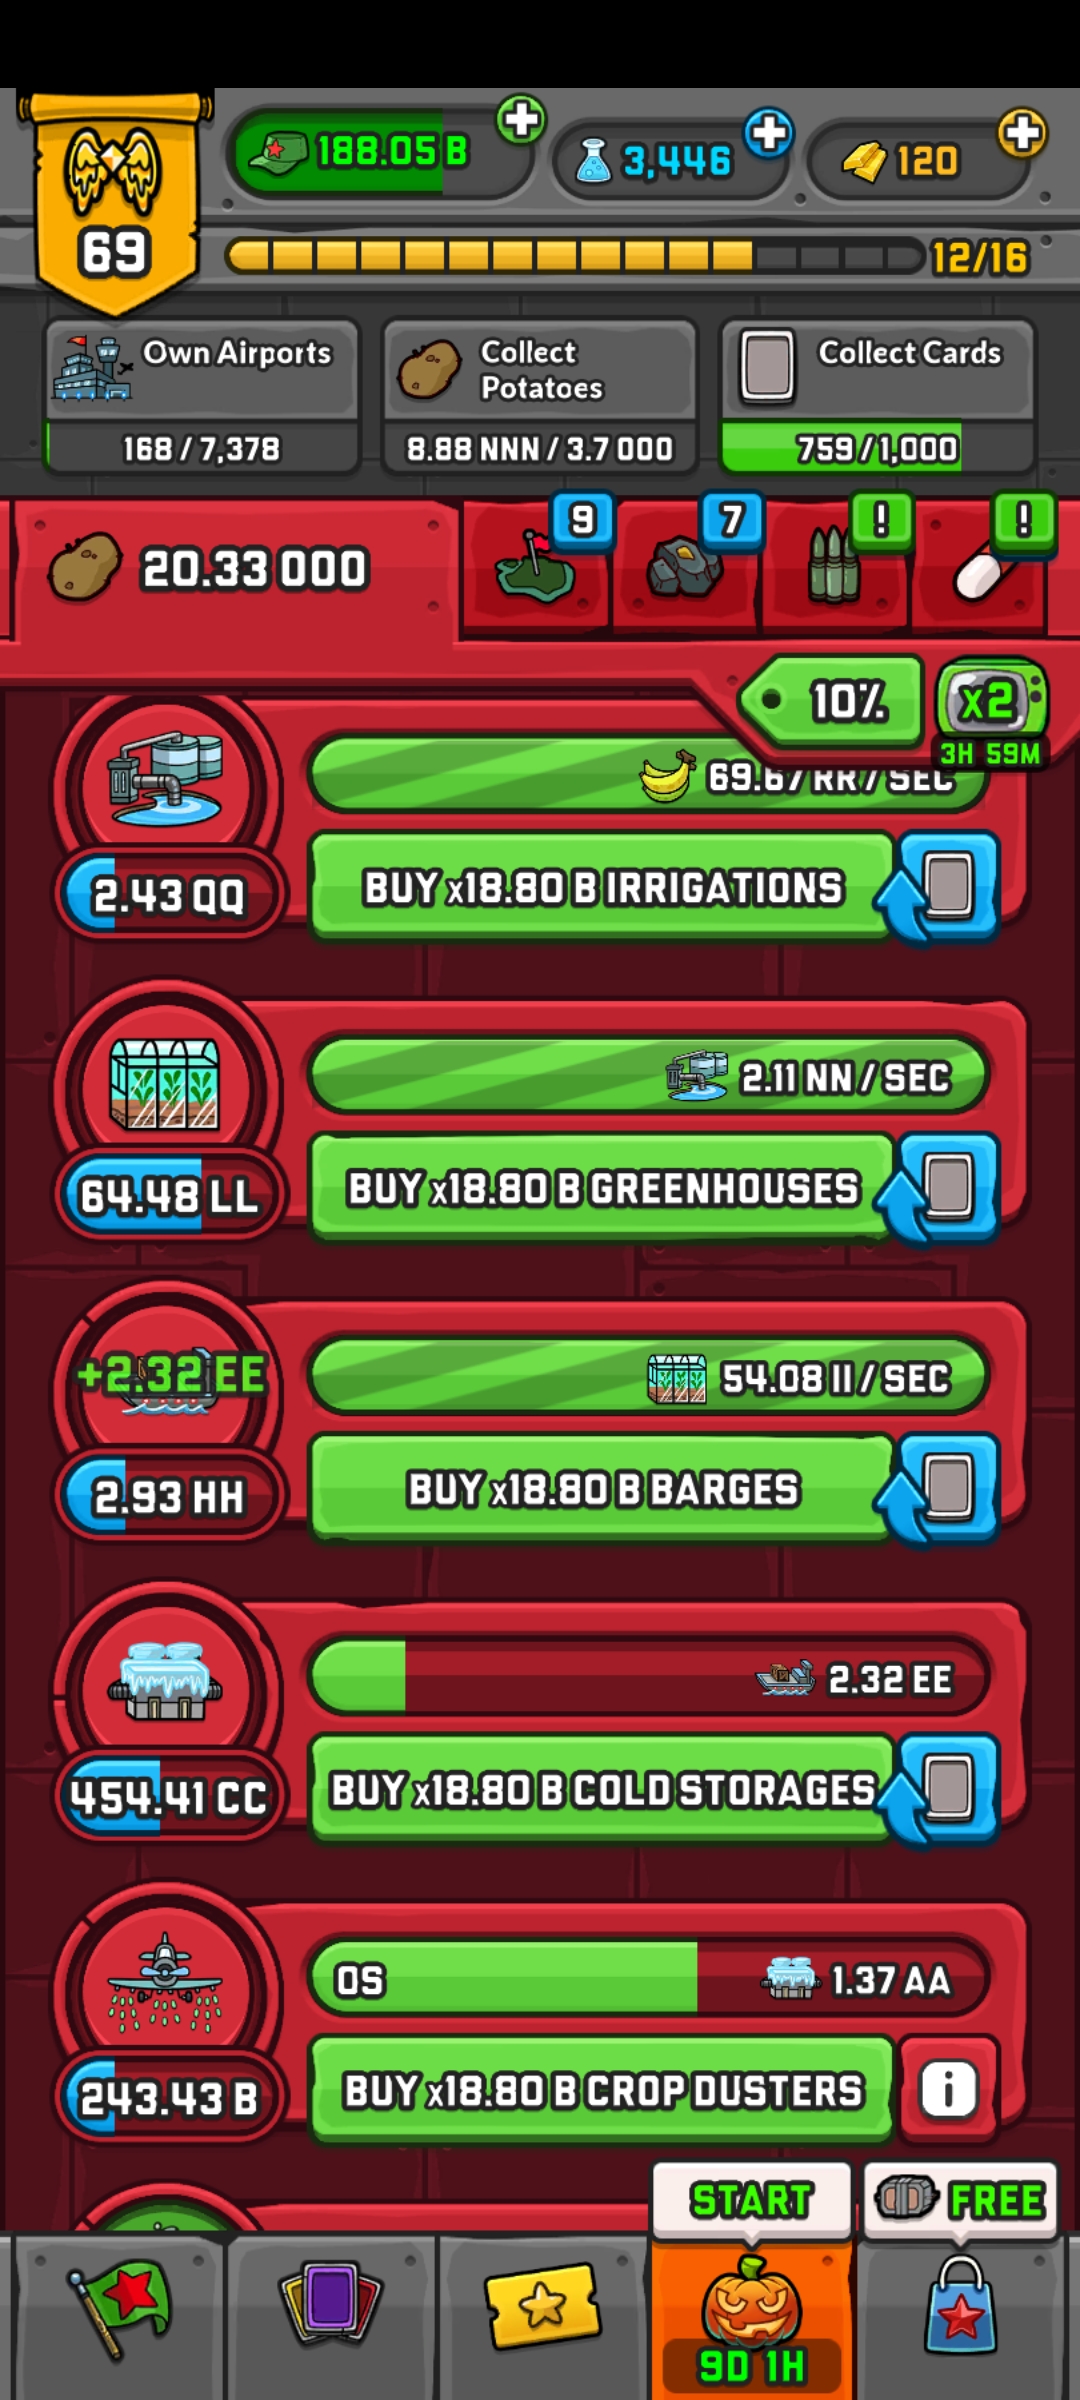 188.05 B
3,446
120
69
12/16
Own Airports
168 / 7,378
Collect
Potatoes
8.88 NNN / 3.7 OOO
Collect Cards
759 / 1,000
20.33 OOO
9
7
!
!
10%
x2
3H 59M
69.67 RR / SEC
2.43 QQ
BUY x18.80 B IRRIGATIONS
2.11 NN / SEC
64.48 LL
BUY x18.80 B GREENHOUSES
+2.32 EE
54.08 II / SEC
2.93 HH
BUY x18.80 B BARGES
2.32 EE
454.41 CC
BUY x18.80 B COLD STORAGES
0S
1.37 AA
243.43 B
BUY x18.80 B CROP DUSTERS
i
START
FREE
9D 1H